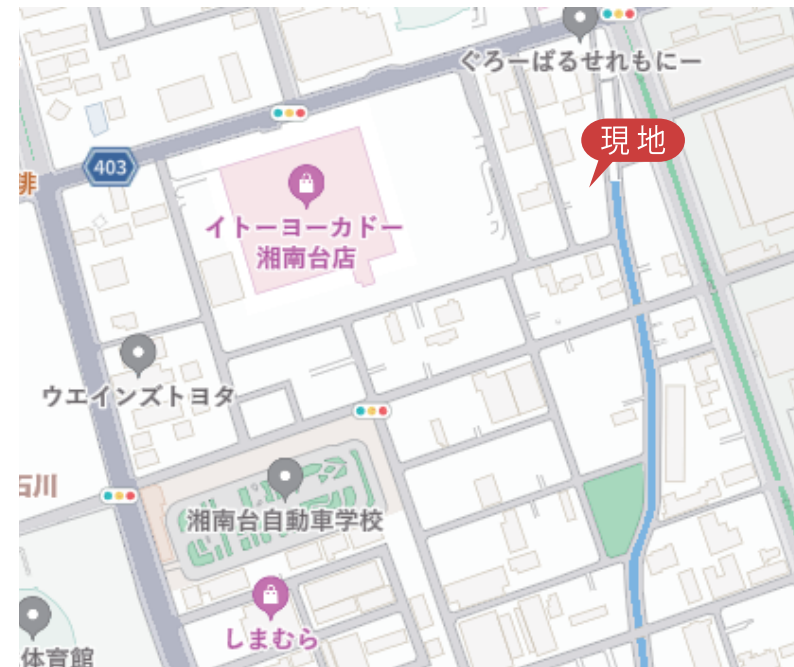 ぐろーばるせれもにー
現地
403
排
イトーヨーカドー
湘南台店
ウエインズトヨタ
石川
湘南台自動車学校
しまむら
体育館